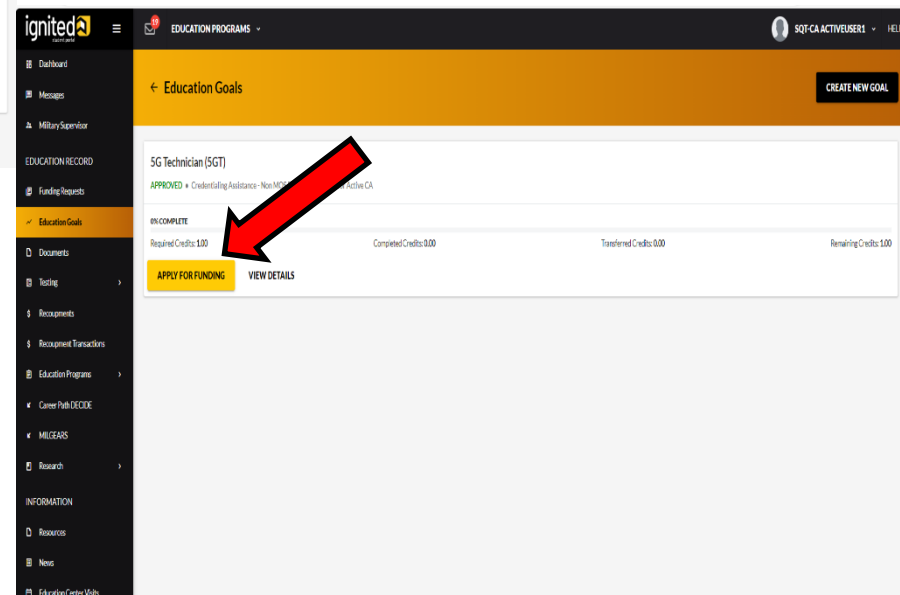 ignited
current portal
19
EDUCATION PROGRAMS
SQT-CA ACTIVEUSER1
HEL
Dashboard
Messages
Military Supervisor
EDUCATION RECORD
Funding Requests
Education Goals
Documents
Testing
$ Recoupments
$ Recoupment Transactions
Education Programs
Career Path DECIDE
MILGEARS
Research
INFORMATION
Resources
News
Education Center Visits
← Education Goals
CREATE NEW GOAL
5G Technician (5GT)
APPROVED • Credentialing Assistance - Non MOS Active CA
0% COMPLETE
Required Credits: 1.00 Completed Credits: 0.00 Transferred Credits: 0.00 Remaining Credits: 1.00
APPLY FOR FUNDING VIEW DETAILS